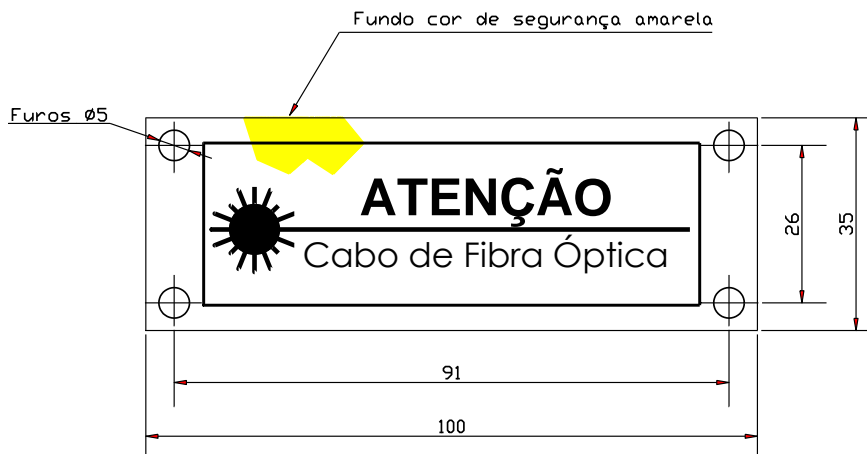 Fundo cor de segurança amarela
Furos Ø5
ATENÇÃO
Cabo de Fibra Óptica
26
35
91
100